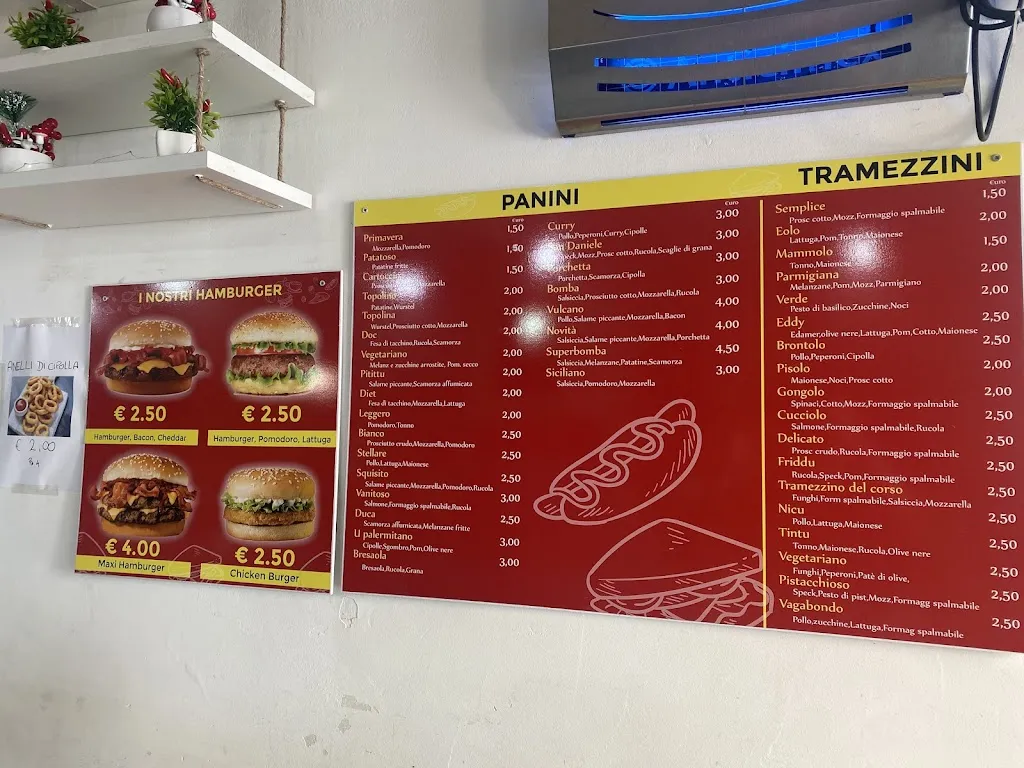 ANELLI DI CIPOLLA
€ 2,00
I NOSTRI HAMBURGER
€ 2.50
Hamburger, Bacon, Cheddar
€ 2.50
Hamburger, Pomodoro, Lattuga
€ 4.00
Maxi Hamburger
€ 2.50
Chicken Burger
PANINI
€uro
Primavera 1,50
Mozzarella,Pomodoro
Patatoso 1,50
Patatine fritte
1,50
Topolino 2,00
Patatine,Wurstel
Topolina 2,00
Wurstel,Prosciutto cotto,Mozzarella
Doc 2,00
Fesa di tacchino,Rucola,Scamorza
Vegetariano 2,00
Melanz e zucchine arrostite, Pom. secco
Pitittu 2,00
Salame piccante,Scamorza affumicata
Diet 2,00
Fesa di tacchino,Mozzarella,Lattuga
Leggero 2,00
Pomodoro,Tonno
Bianco 2,50
Prosciutto crudo,Mozzarella,Pomodoro
Stellare 2,50
Pollo,Lattuga,Maionese
Squisito 2,50
Salame piccante,Mozzarella,Pomodoro,Rucola
Vanitoso 3,00
Salmone,Formaggio spalmabile,Rucola
Duca 2,50
Scamorza affumicata,Melanzane fritte
U palermitano 3,00
Cipolle,Sgombro,Pom,Olive nere
Bresaola 3,00
Bresaola,Rucola,Grana
€uro
Curry 3,00
Pollo,Peperoni,Curry,Cipolle
Daniele 3,00
Speck,Mozz,Prosc cotto,Rucola,Scaglie di grana
3,00
Porchetta,Scamorza,Cipolla
Bomba 3,00
Salsiccia,Prosciutto cotto,Mozzarella,Rucola
Vulcano 4,00
Pollo,Salame piccante,Mozzarella,Bacon
Novità 4,00
Salsiccia,Salame piccante,Mozzarella,Porchetta
Superbomba 4,50
Salsiccia,Melanzane,Patatine,Scamorza
Siciliano 3,00
Salsiccia,Pomodoro,Mozzarella
TRAMEZZINI
€uro
Semplice 1,50
Prosc cotto,Mozz,Formaggio spalmabile
Eolo 2,00
Lattuga,Pom,Tonno,Maionese
Mammolo 1,50
Tonno,Maionese
Parmigiana 2,00
Melanzane,Pom,Mozz,Parmigiano
Verde 2,00
Pesto di basilico,Zucchine,Noci
Eddy 2,50
Edamer,olive nere,Lattuga,Pom,Cotto,Maionese
Brontolo 2,50
Pollo,Peperoni,Cipolla
Pisolo 2,00
Maionese,Noci,Prosc cotto
Gongolo 2,00
Spinaci,Cotto,Mozz,Formaggio spalmabile
Cucciolo 2,50
Salmone,Formaggio spalmabile,Rucola
Delicato 2,50
Prosc crudo,Rucola,Formaggio spalmabile
Friddu 2,50
Rucola,Speck,Pom,Formaggio spalmabile
Tramezzino del corso 2,50
Funghi,Form spalmabile,Salsiccia,Mozzarella
Nicu 2,50
Pollo,Lattuga,Maionese
Tintu 2,50
Tonno,Maionese,Rucola,Olive nere
Vegetariano 2,50
Funghi,Peperoni,Patè di olive,
Pistacchioso 2,50
Speck,Pesto di pist,Mozz,Formagg spalmabile
Vagabondo 2,50
Pollo,zucchine,Lattuga,Formag spalmabile